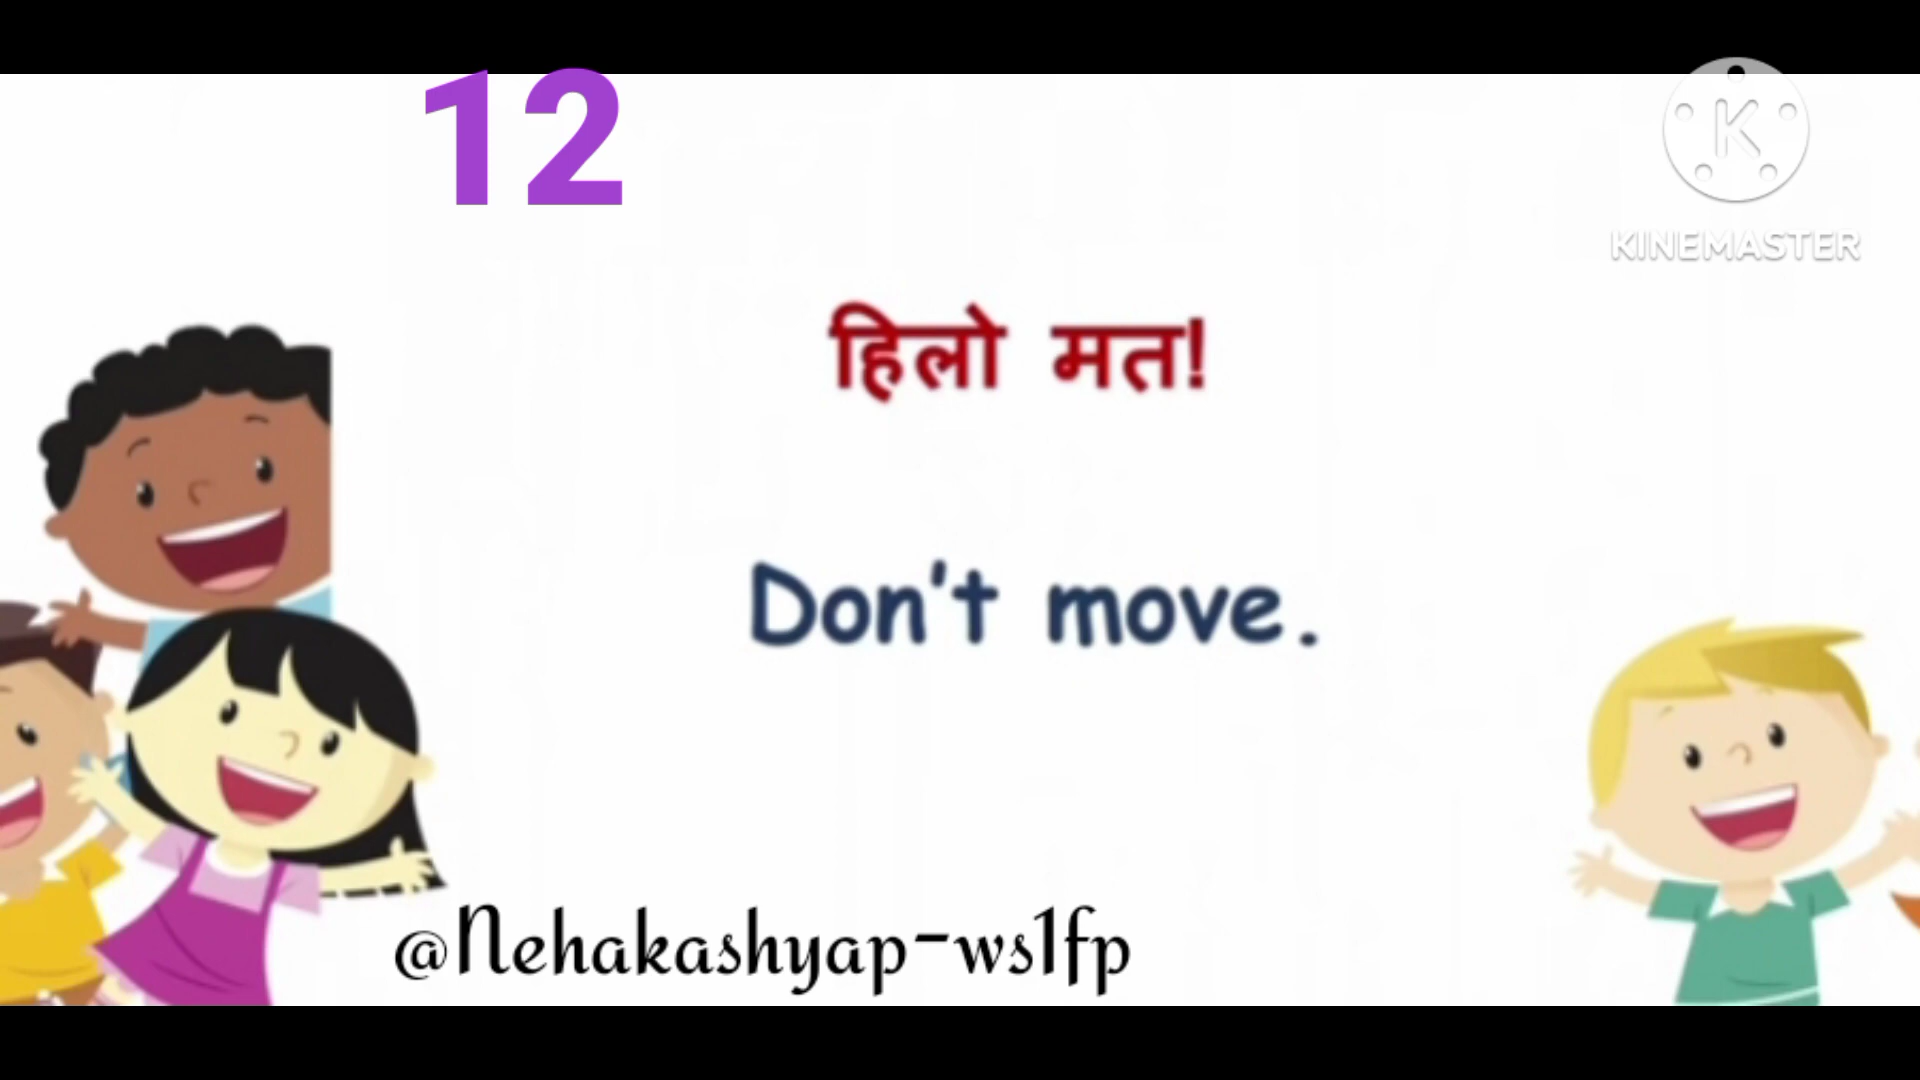 12
KINEMASTER
हिलो मत!
Don't move.
@Nehakashyap-ws1fp